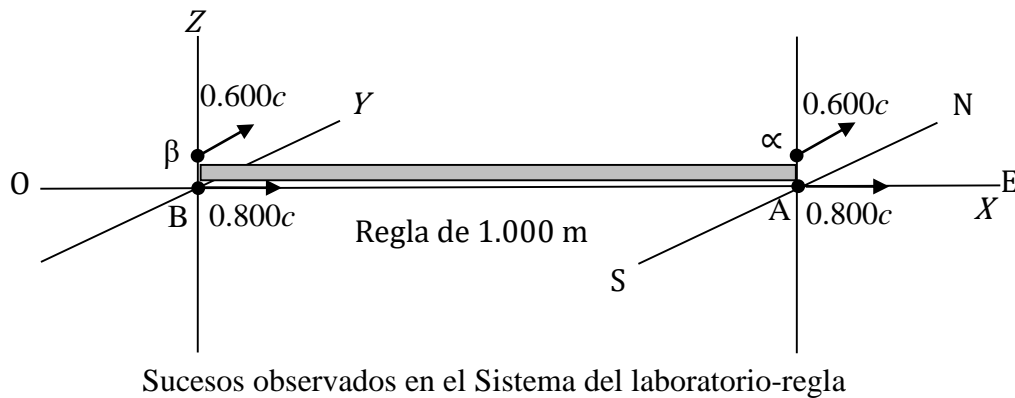 Z
0.600c
Y
0.600c
N
β
∝
O
E
B
0.800c
A
0.800c
X
Regla de 1.000 m
S
Sucesos observados en el Sistema del laboratorio-regla